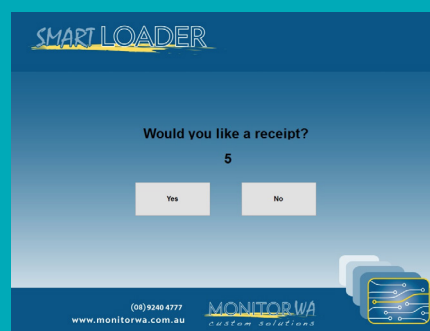 SMART LOADER
Would you like a receipt?
5
Yes No
(08) 9240 4777
www.monitorwa.com.au
MONITOR WA
custom solutions